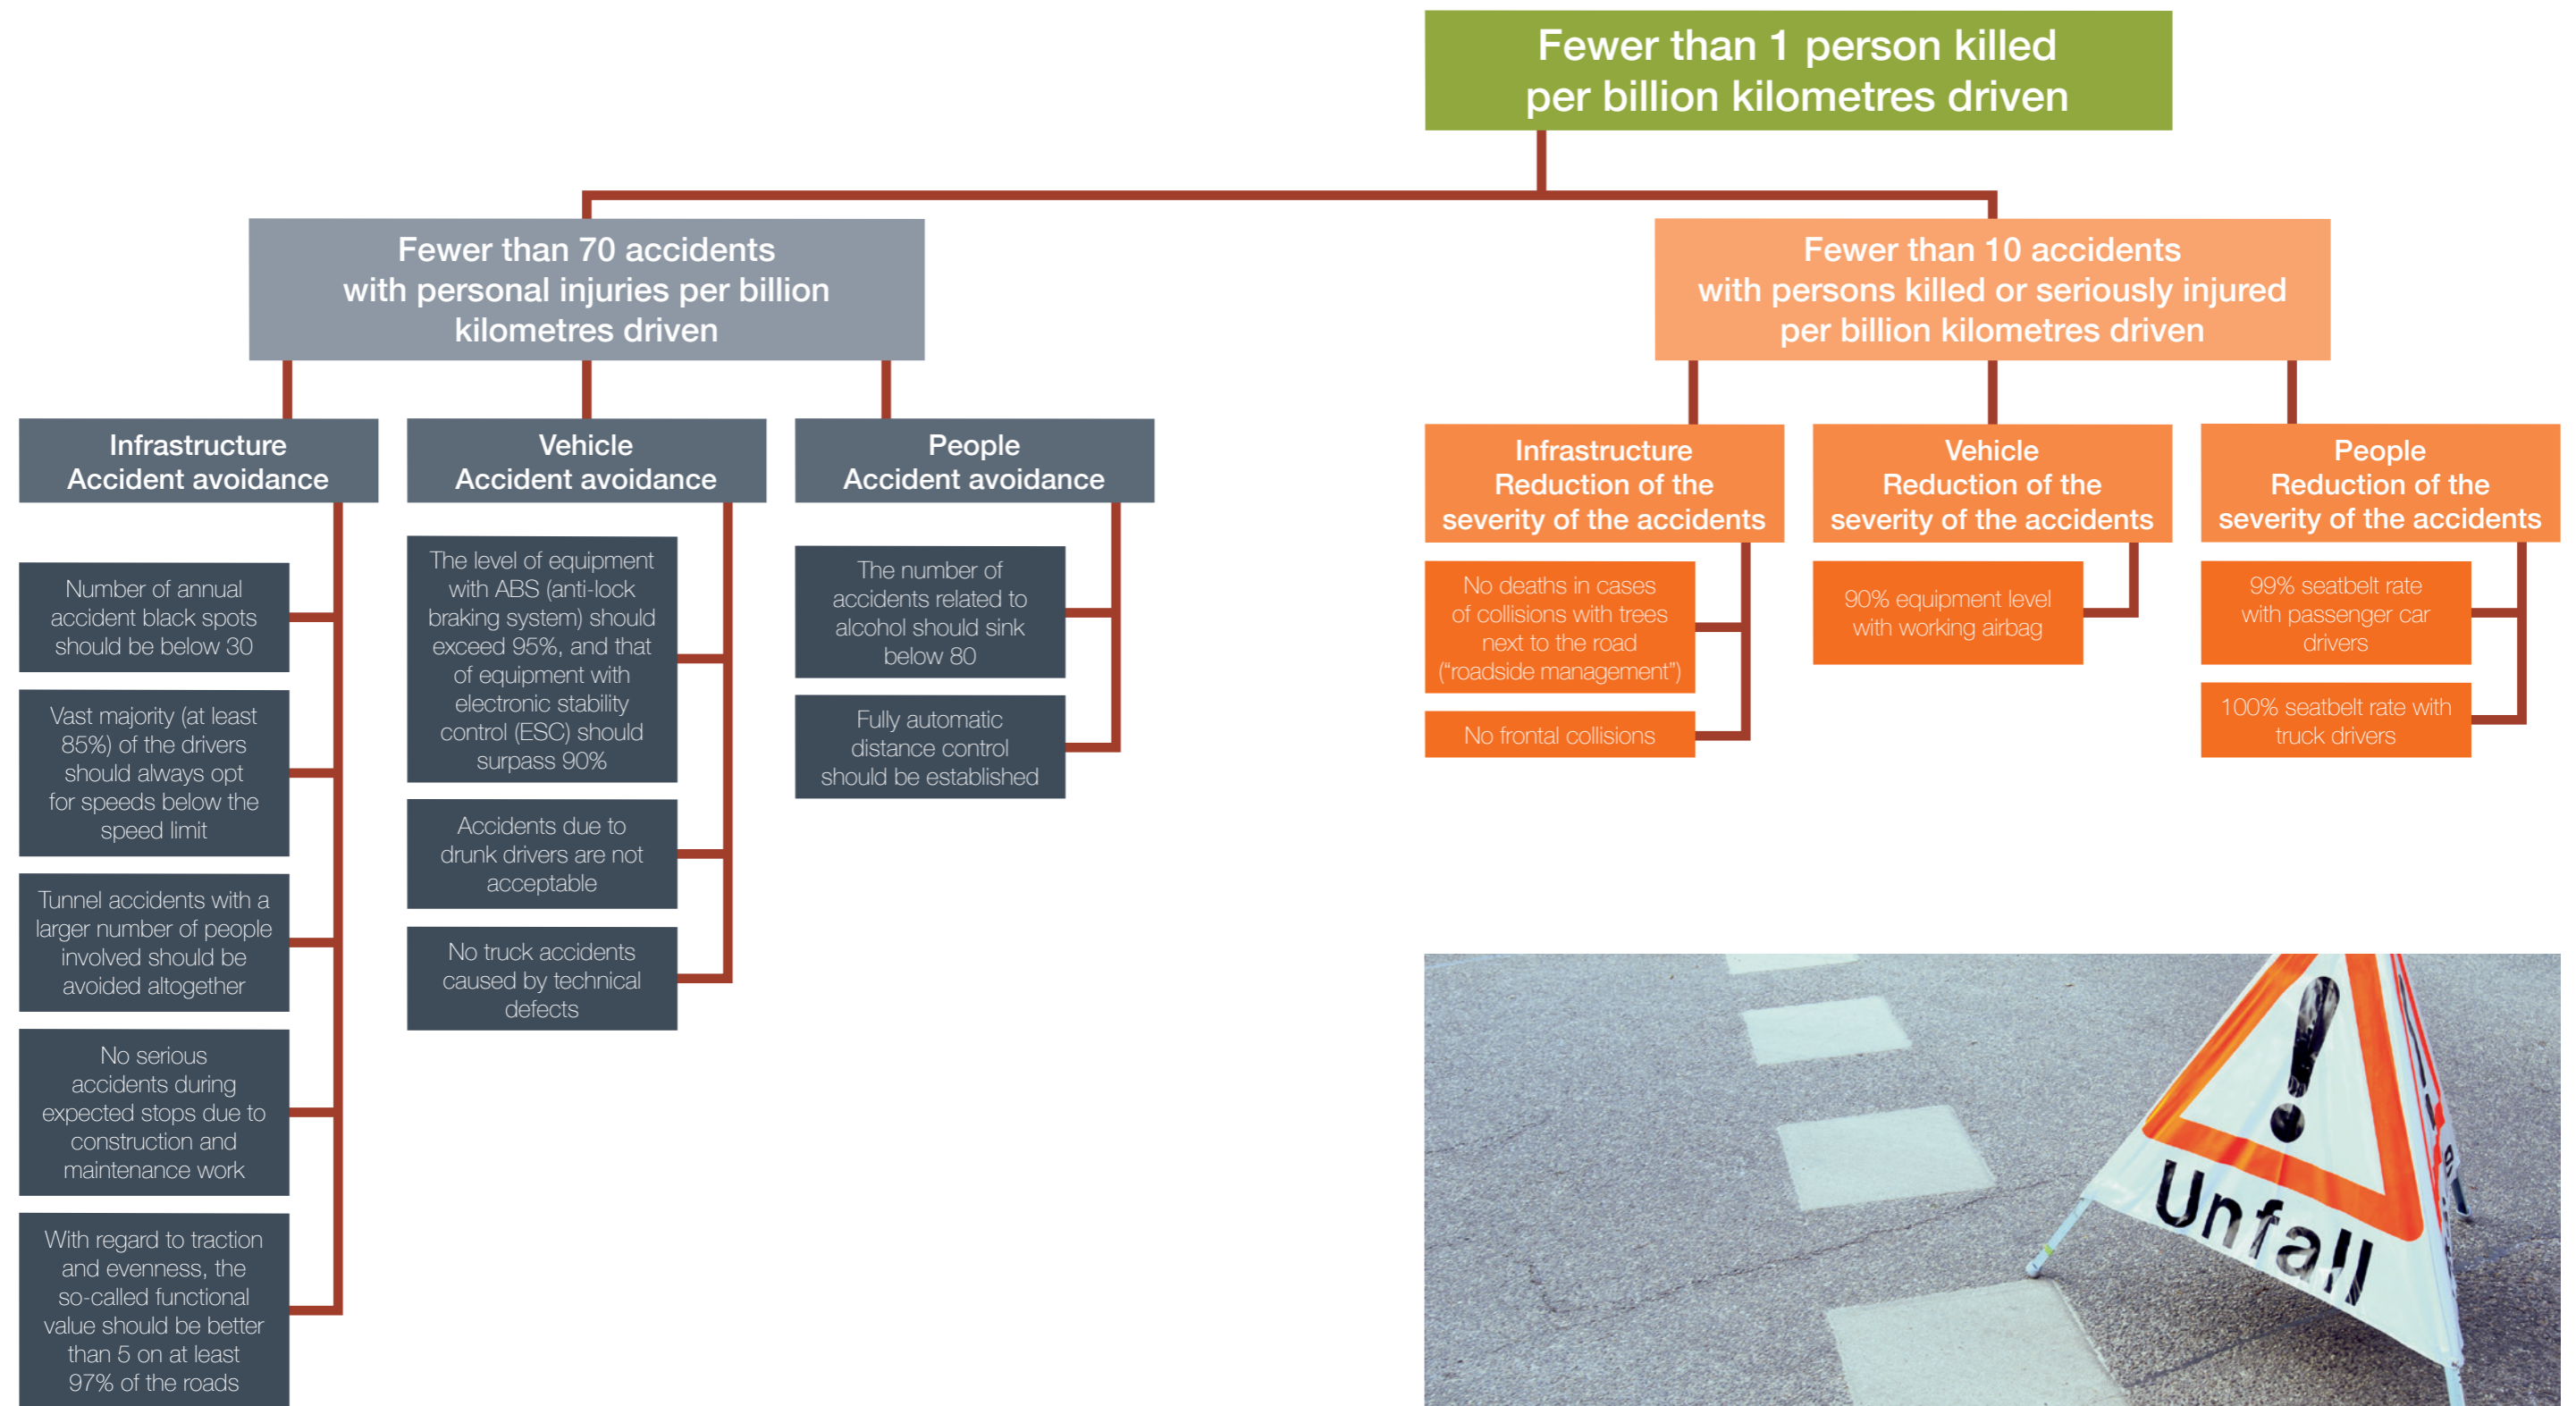 Fewer than 1 person killed
per billion kilometres driven
Fewer than 70 accidents
with personal injuries per billion
kilometres driven
Fewer than 10 accidents
with persons killed or seriously injured
per billion kilometres driven
Infrastructure
Accident avoidance
Number of annual
accident black spots
should be below 30
Vast majority (at least
85%) of the drivers
should always opt
for speeds below the
speed limit
Tunnel accidents with a
larger number of people
involved should be
avoided altogether
No serious
accidents during
expected stops due to
construction and
maintenance work
With regard to traction
and evenness, the
so-called functional
value should be better
than 5 on at least
97% of the roads
Vehicle
Accident avoidance
The level of equipment
with ABS (anti-lock
braking system) should
exceed 95%, and that
of equipment with
electronic stability
control (ESC) should
surpass 90%
Accidents due to
drunk drivers are not
acceptable
No truck accidents
caused by technical
defects
People
Accident avoidance
The number of
accidents related to
alcohol should sink
below 80
Fully automatic
distance control
should be established
Infrastructure
Reduction of the
severity of the accidents
No deaths in cases
of collisions with trees
next to the road
(“roadside management”)
No frontal collisions
Vehicle
Reduction of the
severity of the accidents
90% equipment level
with working airbag
People
Reduction of the
severity of the accidents
99% seatbelt rate
with passenger car
drivers
100% seatbelt rate with
truck drivers
Unfall